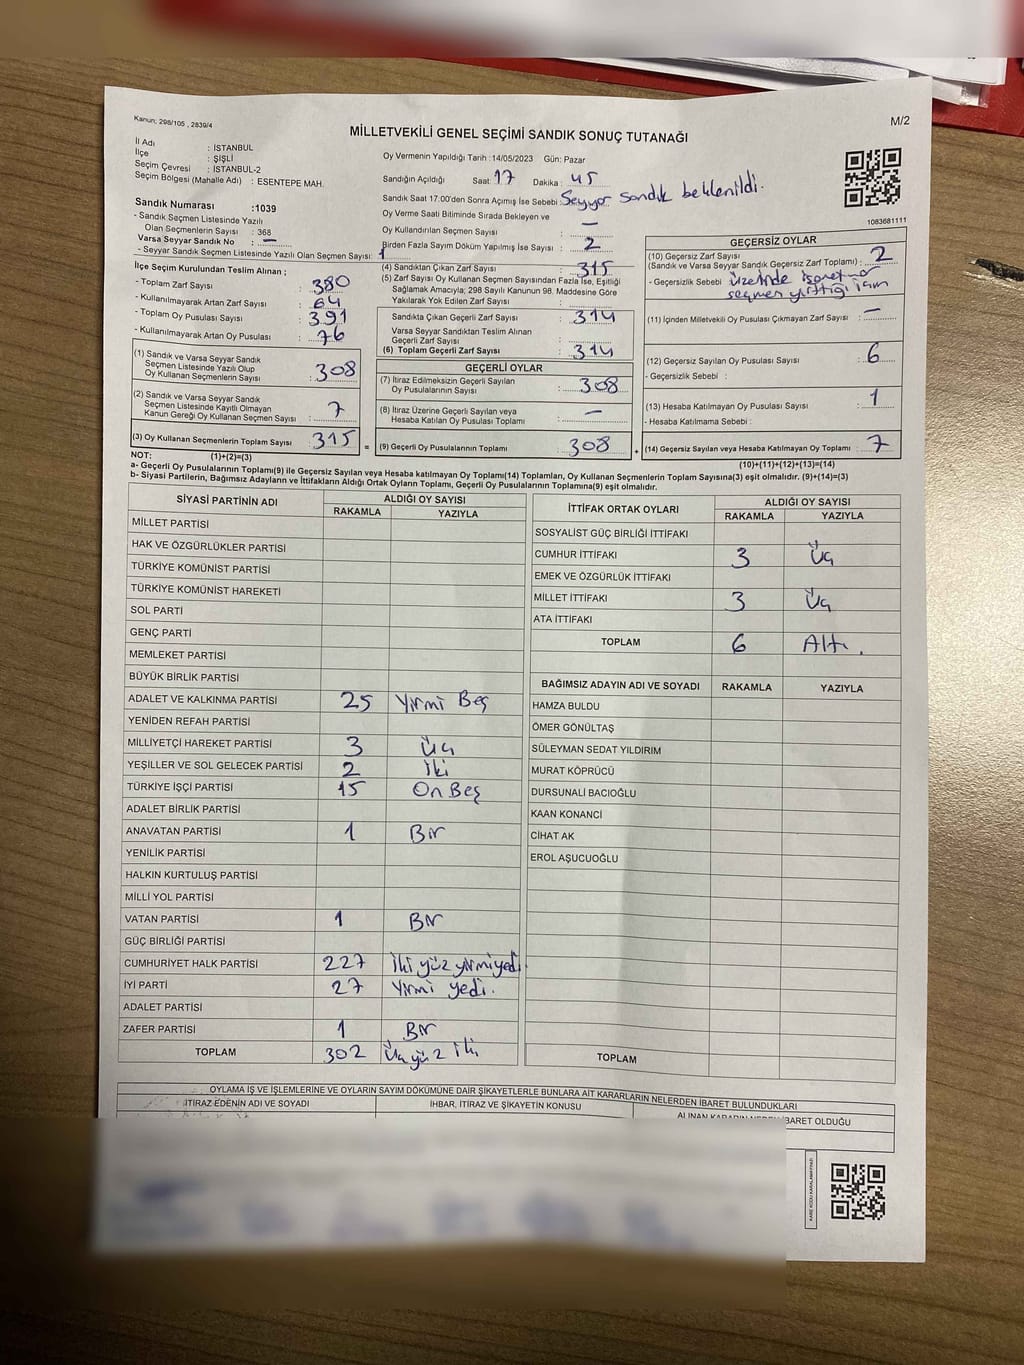 Kanun; 298/105 , 2839/4
M/2
MİLLETVEKİLİ GENEL SEÇİMİ SANDIK SONUÇ TUTANAĞI
İl Adı : İSTANBUL
İlçe : ŞİŞLİ
Seçim Çevresi : İSTANBUL-2
Seçim Bölgesi (Mahalle Adı) : ESENTEPE MAH.
Sandık Numarası :1039
- Sandık Seçmen Listesinde Yazılı
Olan Seçmenlerin Sayısı : 368
Varsa Seyyar Sandık No : –
- Seyyar Sandık Seçmen Listesinde Yazılı Olan Seçmen Sayısı: 1
Oy Vermenin Yapıldığı Tarih :14/05/2023 Gün: Pazar
Sandığın Açıldığı Saat: 17 Dakika : 45
Sandık Saat 17.00'den Sonra Açımış İse Sebebi : Seyyar sandık beklenildi.
Oy Verme Saati Bitiminde Sırada Bekleyen ve
Oy Kullandırılan Seçmen Sayısı : –
Birden Fazla Sayım Döküm Yapılmış İse Sayısı : 2
1083681111
İlçe Seçim Kurulundan Teslim Alınan ;
- Toplam Zarf Sayısı : 380
- Kullanılmayarak Artan Zarf Sayısı : 64
- Toplam Oy Pusulası Sayısı : 391
- Kullanılmayarak Artan Oy Pusulası : 76
(1) Sandık ve Varsa Seyyar Sandık
Seçmen Listesinde Yazılı Olup
Oy Kullanan Seçmenlerin Sayısı : 308
(2) Sandık ve Varsa Seyyar Sandık
Seçmen Listesinde Kayıtlı Olmayan
Kanun Gereği Oy Kullanan Seçmen Sayısı : 7
(3) Oy Kullanan Seçmenlerin Toplam Sayısı : 315
(4) Sandıktan Çıkan Zarf Sayısı : 315
(5) Zarf Sayısı Oy Kullanan Seçmen Sayısından Fazla İse, Eşitliği
Sağlamak Amacıyla; 298 Sayılı Kanunun 98. Maddesine Göre
Yakılarak Yok Edilen Zarf Sayısı :
Sandıkta Çıkan Geçerli Zarf Sayısı : 314
Varsa Seyyar Sandıktan Teslim Alınan
Geçerli Zarf Sayısı :
(6) Toplam Geçerli Zarf Sayısı : 314
GEÇERLİ OYLAR
(7) İtiraz Edilmeksizin Geçerli Sayılan
Oy Pusulalarının Sayısı : 308
(8) İtiraz Üzerine Geçerli Sayılan veya
Hesaba Katılan Oy Pusulası Toplamı : –
= (9) Geçerli Oy Pusulalarının Toplamı : 308
GEÇERSİZ OYLAR
(10) Geçersiz Zarf Sayısı
(Sandık ve Varsa Seyyar Sandık Geçersiz Zarf Toplamı) : 2
- Geçersizlik Sebebi : Üzerinde
seçmen yırttığı için
(11) İçinden Milletvekili Oy Pusulası Çıkmayan Zarf Sayısı : –
(12) Geçersiz Sayılan Oy Pusulası Sayısı : 6
- Geçersizlik Sebebi :
(13) Hesaba Katılmayan Oy Pusulası Sayısı : 1
- Hesaba Katılmama Sebebi :
+ (14) Geçersiz Sayılan veya Hesaba Katılmayan Oy Toplamı : 7
NOT: (1)+(2)=(3)
(10)+(11)+(12)+(13)=(14)
a- Geçerli Oy Pusulalarının Toplamı(9) ile Geçersiz Sayılan veya Hesaba katılmayan Oy Toplamı(14) Toplamları, Oy Kullanan Seçmenlerin Toplam Sayısına(3) eşit olmalıdır. (9)+(14)=(3)
b- Siyasi Partilerin, Bağımsız Adayların ve İttifakların Aldığı Ortak Oyların Toplamı, Geçerli Oy Pusulalarının Toplamına(9) eşit olmalıdır.
SİYASİ PARTİNİN ADI ALDIĞI OY SAYISI
RAKAMLA YAZIYLA
MİLLET PARTİSİ
HAK VE ÖZGÜRLÜKLER PARTİSİ
TÜRKİYE KOMÜNİST PARTİSİ
TÜRKİYE KOMÜNİST HAREKETİ
SOL PARTİ
GENÇ PARTİ
MEMLEKET PARTİSİ
BÜYÜK BİRLİK PARTİSİ
ADALET VE KALKINMA PARTİSİ 25 Yirmi Beş
YENİDEN REFAH PARTİSİ
MİLLİYETÇİ HAREKET PARTİSİ 3 Üç
YEŞİLLER VE SOL GELECEK PARTİSİ 2 İki
TÜRKİYE İŞÇİ PARTİSİ 15 On Beş
ADALET BİRLİK PARTİSİ
ANAVATAN PARTİSİ 1 Bir
YENİLİK PARTİSİ
HALKIN KURTULUŞ PARTİSİ
MİLLİ YOL PARTİSİ
VATAN PARTİSİ 1 Bir
GÜÇ BİRLİĞİ PARTİSİ
CUMHURİYET HALK PARTİSİ 227 İki yüz yirmiyedi
İYİ PARTİ 27 Yirmi yedi.
ADALET PARTİSİ
ZAFER PARTİSİ 1 Bir
TOPLAM 302 Üç yüz iki
İTTİFAK ORTAK OYLARI ALDIĞI OY SAYISI
RAKAMLA YAZIYLA
SOSYALİST GÜÇ BİRLİĞİ İTTİFAKI
CUMHUR İTTİFAKI 3 Üç
EMEK VE ÖZGÜRLÜK İTTİFAKI
MİLLET İTTİFAKI 3 Üç
ATA İTTİFAKI
TOPLAM 6 Altı.
BAĞIMSIZ ADAYIN ADI VE SOYADI RAKAMLA YAZIYLA
HAMZA BULDU
ÖMER GÖNÜLTAŞ
SÜLEYMAN SEDAT YILDIRIM
MURAT KÖPRÜCÜ
DURSUNALİ BACIOĞLU
KAAN KONANCİ
CİHAT AK
EROL AŞUCUOĞLU
TOPLAM
OYLAMA İŞ VE İŞLEMLERİNE VE OYLARIN SAYIM DÖKÜMÜNE DAİR ŞİKAYETLERLE BUNLARA AİT KARARLARIN NELERDEN İBARET BULUNDUKLARI
İTİRAZ EDENİN ADI VE SOYADI İHBAR, İTİRAZ VE ŞİKAYETİN KONUSU ALINAN KARARIN NEDEN İBARET OLDUĞU